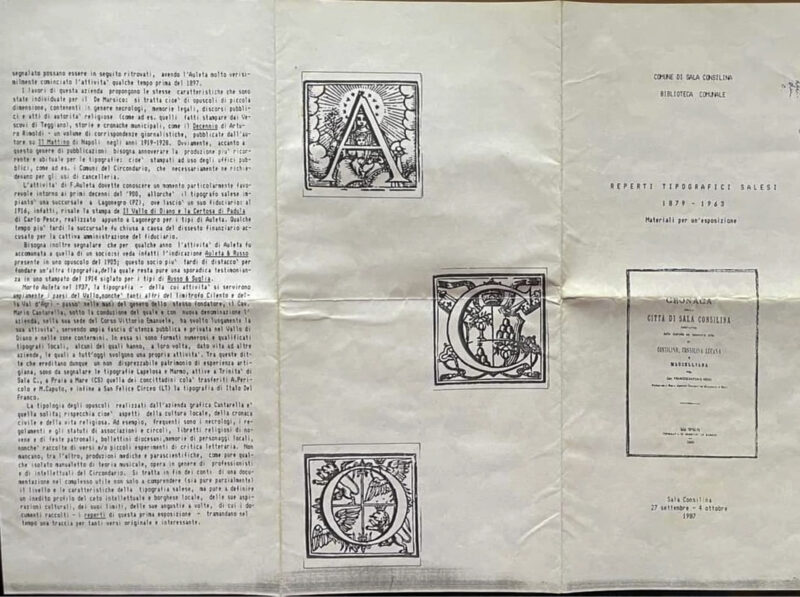 segnalato possano essere in seguito ritrovati, avendo l'Auleta molto verisi-
milmente cominciato l'attivita' qualche tempo prima del 1897.
I lavori di questa azienda propongono le stesse caratteristiche che sono
state individuate per il De Marsico: si tratta cioe' di opuscoli di piccola
dimensione, contenenti in genere necrologi, memorie legali, discorsi pubbli-
ci e atti di autorita' religiose (come ad es. quelli fatti stampare dai Ve-
scovi di Teggiano), storie e cronache municipali, come il Decennio di Artu-
ro Rimoldi - un volume di corrispondenze giornalistiche, pubblicate dall'au-
tore su Il Mattino di Napoli negli anni 1919-1928. Ovviamente, accanto a
questo genere di pubblicazioni bisogna annoverare la produzione piu' ricor-
rente e abituale per le tipografie: cioe' stampati ad uso degli uffici pub-
blici, come ad es. i Comuni del Circondario, che necessariamente ne richie-
devano per gli usi di cancelleria.
L'attivita' di F.Auleta dovette conoscere un momento particolarmente favo-
revole intorno ai primi decenni del '900, allorche' il tipografo salese im-
pianto' una succursale a Lagonegro (PZ), ove lascio' un suo fiduciario: al
1916, infatti, risale la stampa de Il Vallo di Diano e la Certosa di Padula
di Carlo Pesce, realizzato appunto a Lagonegro per i tipi di Auleta. Qualche
tempo piu' tardi la succursale fu chiusa a causa del dissesto finanziario ac-
cusato per la cattiva amministrazione del fiduciario.
Bisogna inoltre segnalare che per qualche anno l'attivita' di Auleta fu
accomunata a quella di un socio:si veda infatti l'indicazione Auleta & Russo
presente in uno opuscolo del 1905; questo socio piu' tardi di distacco' per
fondare un'altra tipografia,della quale resta pure una sporadica testimonian-
za in uno stampato del 1914 siglato per i tipi di Russo & Soglia.
Morto Auleta nel 1937, la tipografia - della cui attivita' si servirono
ampiamente i paesi del Vallo,nonche' tanti altri del limitrofo Cilento e del-
la Val d'Agri - passo' nelle mani del genero dello stesso fondatore, il Cav.
Mario Cantarella, sotto la conduzione del quale e con nuova denominazione l'
azienda, nella sua sede del Corso Vittorio Emanuele, ha svolto lungamente la
sua attivita', servendo ampia fascia d'utenza pubblica e privata nel Vallo di
Diano e nelle zone contermini. In essa si sono formati numerosi e qualificati
tipografi locali, alcuni dei quali hanno, a loro volta, dato vita ad altre
aziende, le quali a tutt'oggi svolgono una propria attivita'. Tra queste dit-
te che ereditano dunque un non disprezzabile patrimonio di esperienza arti-
giana, sono da segnalare le tipografie Lapelosa e Marmo, attive a Trinita' di
Sala C., a Praia a Mare (CS) quella dei concittadini cola' trasferiti A.Peri-
colo e M.Caputo, e infine a San Felice Circeo (LT) la tipografia di Italo Del
Franco.
La tipologia degli opuscoli realizzati dall'azienda grafica Cantarella e'
quella solita; rispecchia cioe' aspetti della cultura locale, della cronaca
civile e della vita religiosa. Ad esempio, frequenti sono i necrologi, i re-
golamenti e gli statuti di associazioni e circoli, libretti religiosi di no-
vene e di feste patronali, bollettini diocesani,memorie di personaggi locali,
nonche' raccolte di versi e/o piccoli esperimenti di critica letteraria. Non
mancano, tra l'altro, produzioni mediche e parascientifiche, come pure qual-
che isolato manualetto di teoria musicale, opera in genere di professionisti
e di intellettuali del Circondario. Si tratta in fin dei conti di una docu-
mentazione nel complesso utile non solo a comprendere (sia pure parzialmente)
il livello e le caratteristiche della tipografia salese, ma pure a definire
un inedito profilo del ceto intellettuale e borghese locale, delle sue aspi-
razioni culturali, dei suoi limiti, delle sue angustie a volte, di cui i do-
cumenti raccolti - i reperti di questa prima esposizione - tramandano nel
tempo una traccia per tanti versi originale e interessante.
A
C
O
COMUNE DI SALA CONSILINA
BIBLIOTECA COMUNALE
REPERTI TIPOGRAFICI SALESI
1879 - 1963
Materiali per un'esposizione
CRONACA
DELLA
CITTÀ DI SALA CONSILINA
DI
CONSILINO, CONSILINA LUCANA
E
MARCELLIANA
Sala Consilina
27 settembre - 4 ottobre
1987